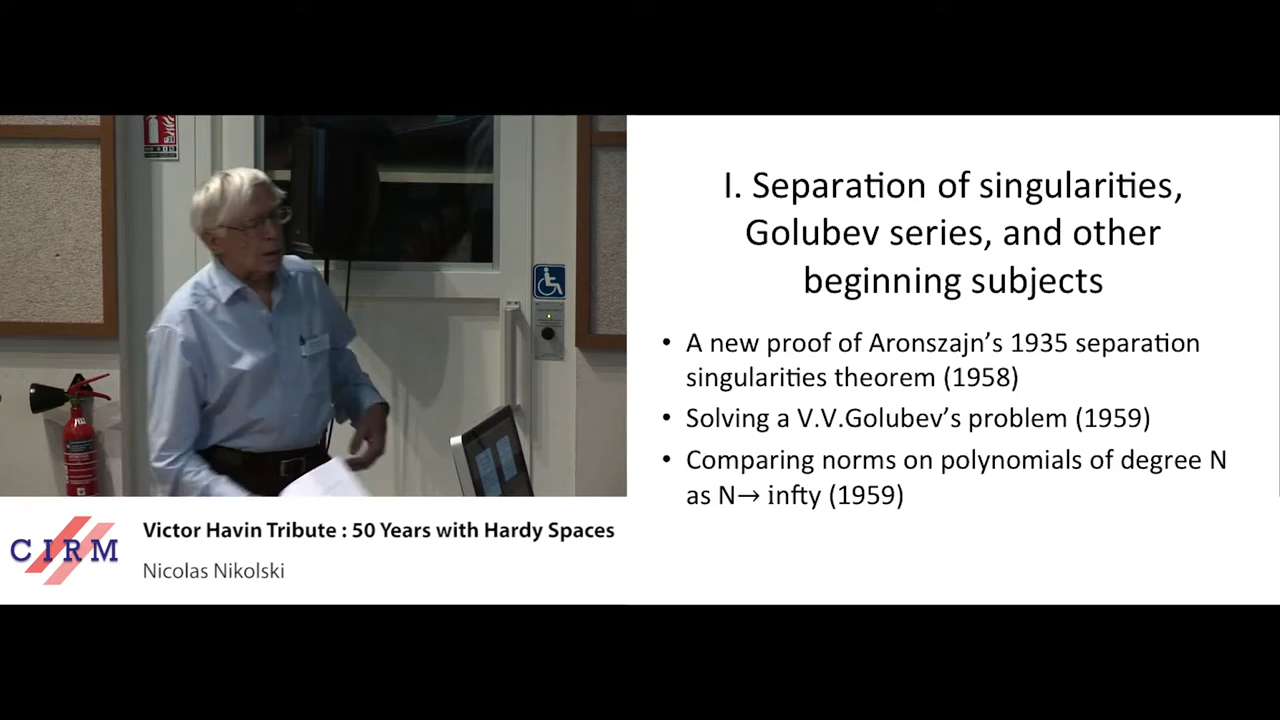 I. Separation of singularities,
Golubev series, and other
beginning subjects
• A new proof of Aronszajn's 1935 separation
singularities theorem (1958)
• Solving a V.V.Golubev's problem (1959)
• Comparing norms on polynomials of degree N
as N→ infty (1959)
CIRM
Victor Havin Tribute : 50 Years with Hardy Spaces
Nicolas Nikolski